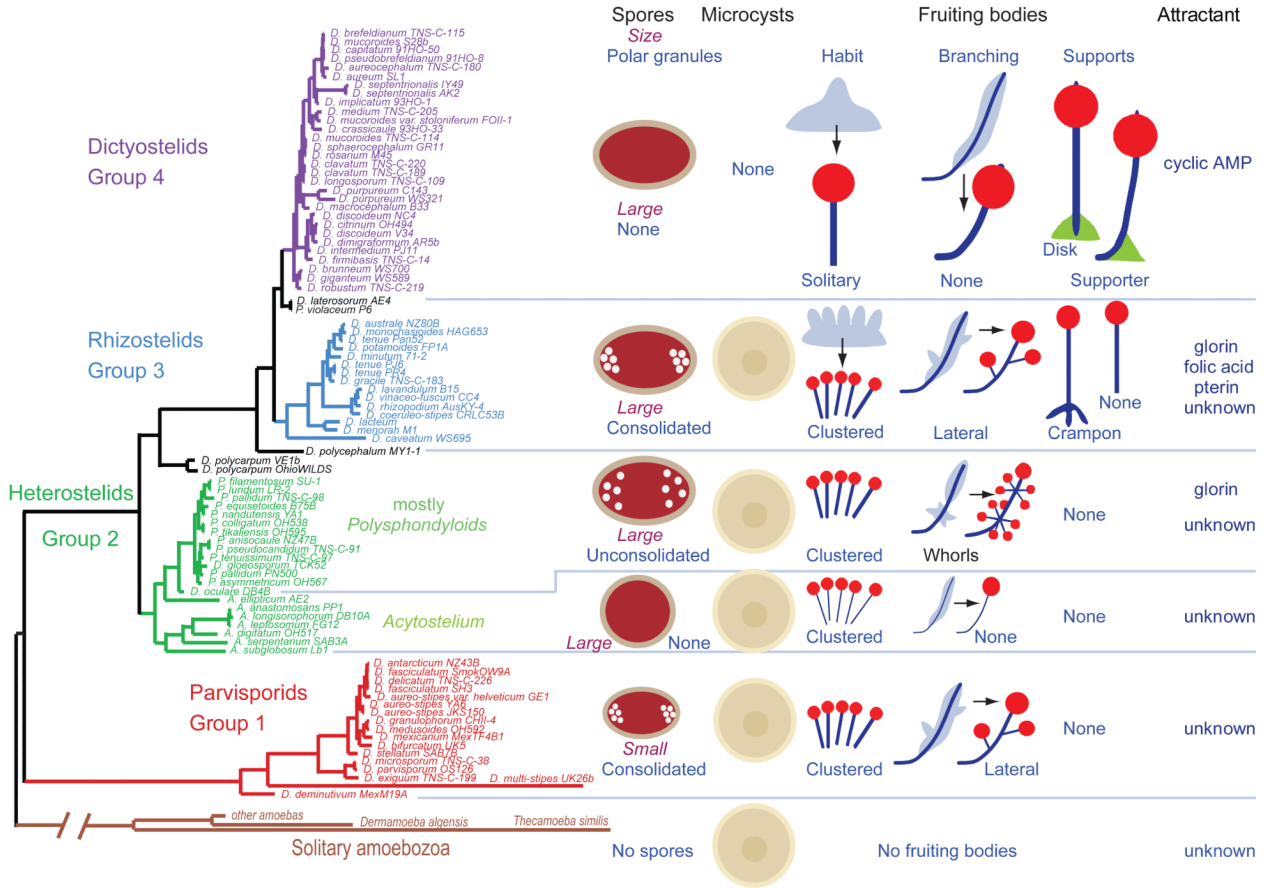 Spores
Microcysts
Fruiting bodies
Attractant
Size
Polar granules
Habit
Branching
Supports
D. brefeldianum TNS-C-115
D. mucoroides S28b
D. capitatum 91HO-50
D. pseudobrefeldianum 91HO-8
D. aureocephalum TNS-C-180
D. aureum SL1
D. septentrionalis IY49
D. septentrionalis AK2
D. implicatum 93HO-1
D. medium TNS-C-205
D. mucoroides var. stoloniferum FOII-1
D. crassicaule 93HO-33
D. mucoroides TNS-C-114
D. sphaerocephalum GR11
D. rosarium M45
D. clavatum TNS-C-220
D. clavatum TNS-C-189
D. longosporum TNS-C-109
D. purpureum C143
D. purpureum WS321
D. macrocephalum B33
D. discoideum NC4
D. citrinum OH494
D. discoideum V34
D. dimigraformum AR5b
D. intermedium PJ11
D. firmibasis TNS-C-14
D. brunneum WS700
D. giganteum WS589
D. robustum TNS-C-219
Dictyostelids
Group 4
Large
None
None
Solitary
None
Disk
Supporter
cyclic AMP
D. laterosorum AE4
P. violaceum P6
D. australe NZ80B
D. monochasioides HAG653
D. tenue Pan52
D. potamoides FP1A
D. minutum 71-2
D. tenue PJ6
D. tenue PR4
D. gracile TNS-C-183
D. lavandulum B15
D. vinaceo-fuscum CC4
D. rhizopodium AusKY-4
D. coeruleo-stipes CRLC53B
D. lacteum
D. menorah M1
D. caveatum WS695
D. polycephalum MY1-1
Rhizostelids
Group 3
Large
Consolidated
Clustered
Lateral
Crampon
None
glorin
folic acid
pterin
unknown
D. polycarpum VE1b
D. polycarpum OhioWILDS
P. filamentosum SU-1
P. luridum LR-2
P. pallidum TNS-C-98
P. equisetoides B75B
P. nandutensis YA1
P. colligatum OH538
P. tikaliensis OH595
P. anisocaule NZ47B
P. pseudocandidum TNS-C-91
P. tenuissimum TNS-C-97
D. gloeosporum TCK52
P. pallidum PN500
P. asymmetricum OH567
D. oculare DB4B
A. ellipticum AE2
A. anastomosans PP1
A. longisorophorum DB10A
A. leptosomum FG12
A. digitatum OH517
A. serpentarium SAB3A
A. subglobosum Lb1
Heterostelids
Group 2
mostly
Polysphondyloids
Large
Unconsolidated
Clustered
Whorls
None
glorin
unknown
Acytostelium
Large
None
Clustered
None
None
unknown
D. antarcticum NZ43B
D. fasciculatum SmokOW9A
D. delicatum TNS-C-226
D. fasciculatum SH3
D. aureo-stipes var. helveticum GE1
D. aureo-stipes YA6
D. aureo-stipes JKS150
D. granulophorum CHII-4
D. medusoides OH592
D. mexicanum MexTF4B1
D. bifurcatum UK5
D. stellatum SAB7B
D. microsporum TNS-C-38
D. parvisporum OS126
D. exiguum TNS-C-199
D. multi-stipes UK26b
D. deminutivum MexM19A
Parvisporids
Group 1
Small
Consolidated
Clustered
Lateral
None
unknown
other amoebas
Dermamoeba algensis
Thecamoeba similis
Solitary amoebozoa
No spores
No fruiting bodies
unknown